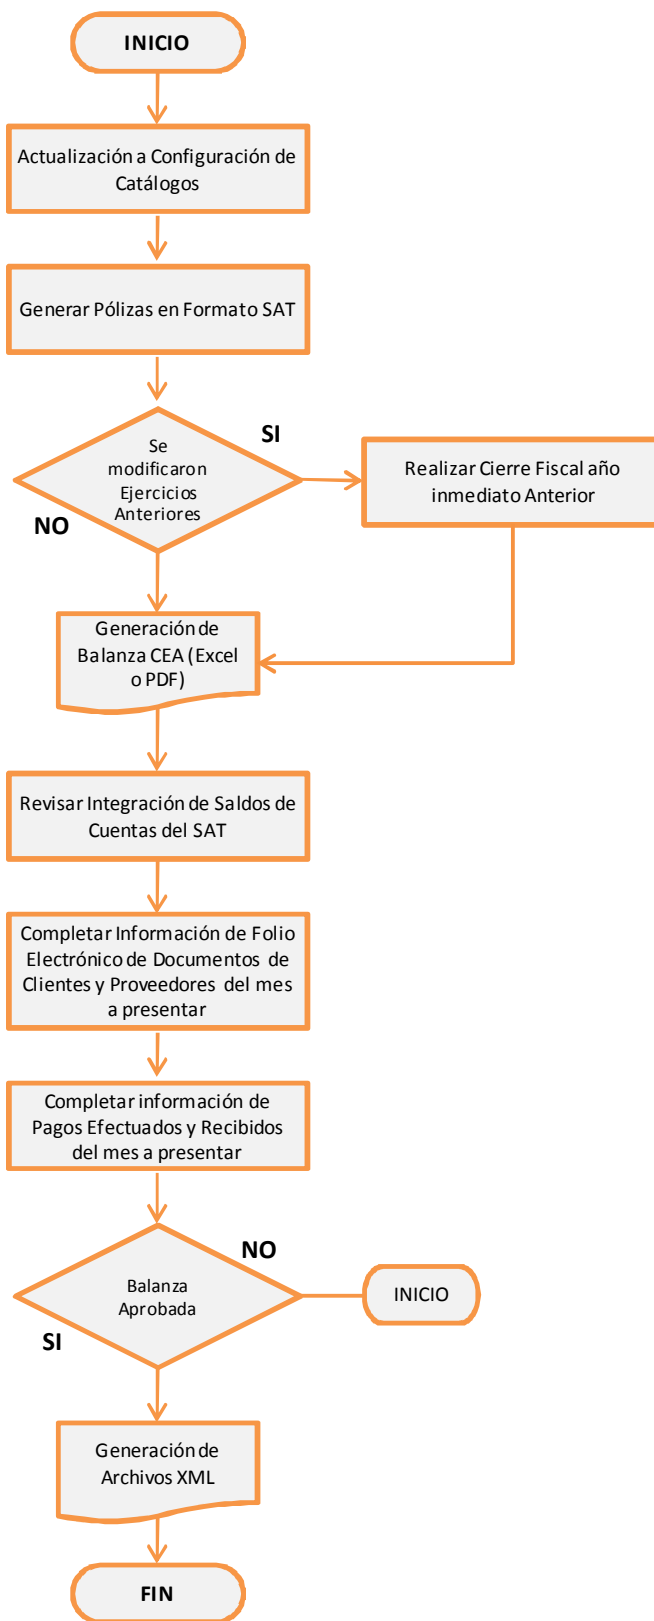 INICIO
Actualización a Configuración de
Catálogos
Generar Pólizas en Formato SAT
SI
Se
modificaron
Ejercicios
Anteriores
NO
Realizar Cierre Fiscal año
inmediato Anterior
Generación de
Balanza CEA (Excel
o PDF)
Revisar Integración de Saldos de
Cuentas del SAT
Completar Información de Folio
Electrónico de Documentos de
Clientes y Proveedores del mes
a presentar
Completar información de
Pagos Efectuados y Recibidos
del mes a presentar
NO
Balanza
Aprobada
INICIO
SI
Generación de
Archivos XML
FIN